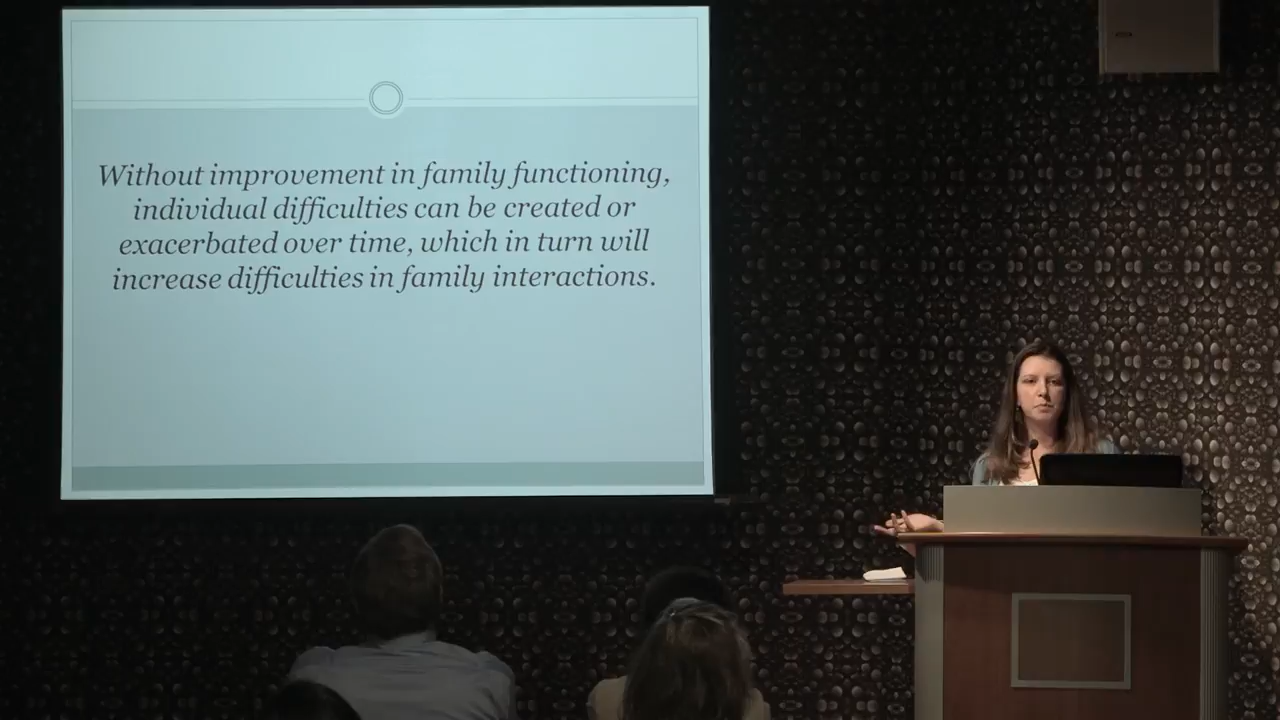 Without improvement in family functioning,
individual difficulties can be created or
exacerbated over time, which in turn will
increase difficulties in family interactions.